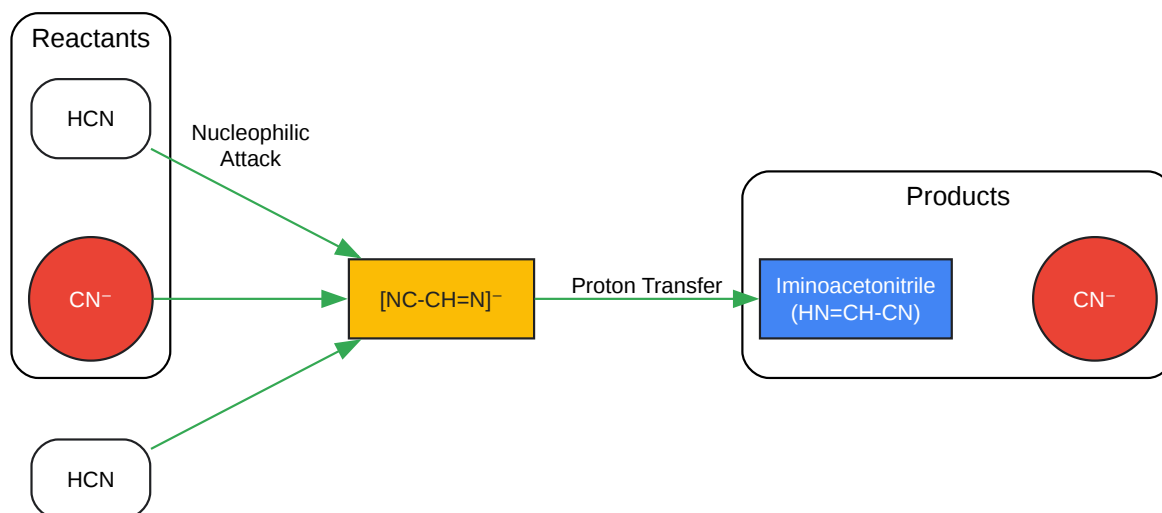 Reactants
HCN
Nucleophilic
Attack
Products
CN⁻
[NC-CH=N]⁻
Proton Transfer
Iminoacetonitrile
(HN=CH-CN)
CN⁻
HCN